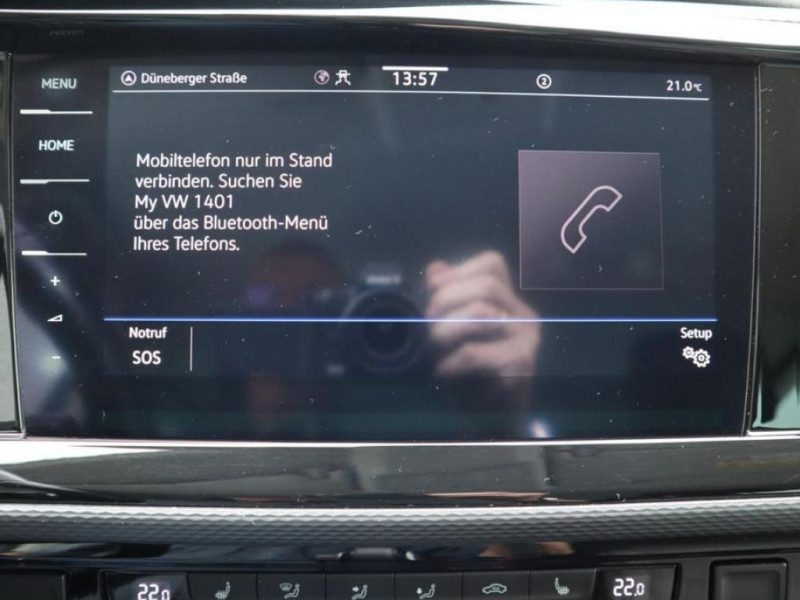 MENU
Düneberger Straße
13:57
2
21.0°C
HOME
Mobiltelefon nur im Stand
verbinden. Suchen Sie
My VW 1401
über das Bluetooth-Menü
Ihres Telefons.
+
-
Notruf
SOS
Setup
22.0
22.0